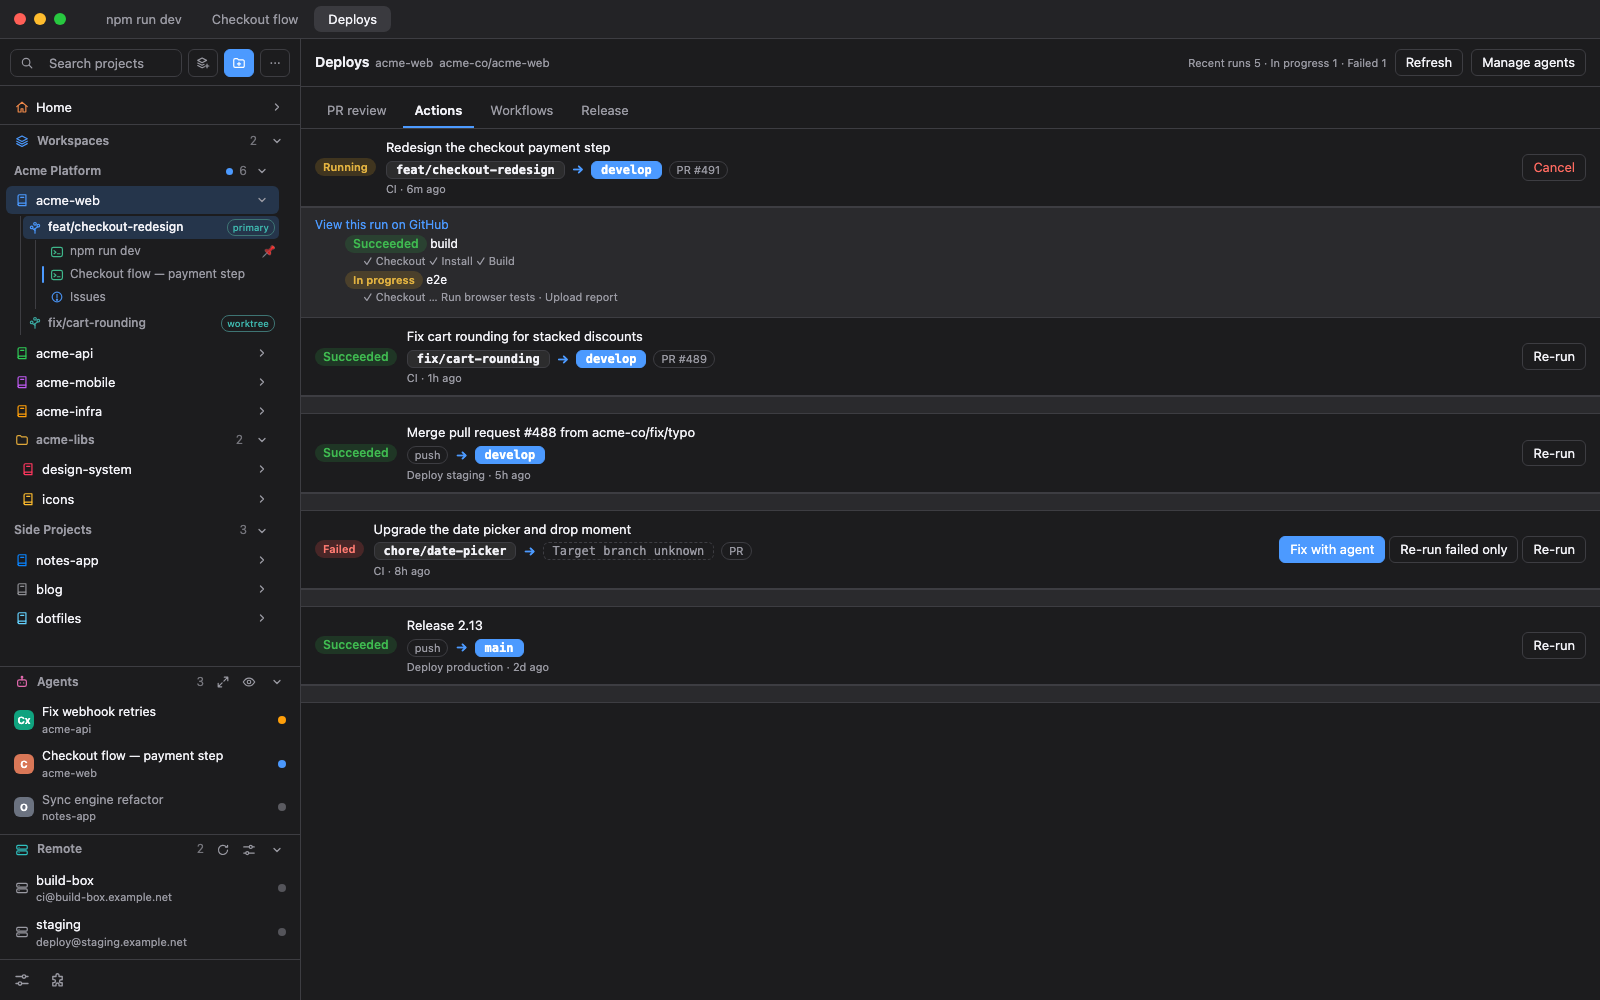 npm run dev
Checkout flow
Deploys
Search projects
Home
Workspaces 2
Acme Platform 6
acme-web
feat/checkout-redesign primary
npm run dev
Checkout flow — payment step
Issues
fix/cart-rounding worktree
acme-api
acme-mobile
acme-infra
acme-libs 2
design-system
icons
Side Projects 3
notes-app
blog
dotfiles
Agents 3
Cx Fix webhook retries
acme-api
C Checkout flow — payment step
acme-web
O Sync engine refactor
notes-app
Remote 2
build-box
ci@build-box.example.net
staging
deploy@staging.example.net
Deploys acme-web acme-co/acme-web
Recent runs 5 · In progress 1 · Failed 1 Refresh Manage agents
PR review Actions Workflows Release
Redesign the checkout payment step
Running feat/checkout-redesign → develop PR #491 Cancel
CI · 6m ago
View this run on GitHub
Succeeded build
✓ Checkout ✓ Install ✓ Build
In progress e2e
✓ Checkout … Run browser tests · Upload report
Fix cart rounding for stacked discounts
Succeeded fix/cart-rounding → develop PR #489 Re-run
CI · 1h ago
Merge pull request #488 from acme-co/fix/typo
Succeeded push → develop Re-run
Deploy staging · 5h ago
Upgrade the date picker and drop moment
Failed chore/date-picker → Target branch unknown PR Fix with agent Re-run failed only Re-run
CI · 8h ago
Release 2.13
Succeeded push → main Re-run
Deploy production · 2d ago